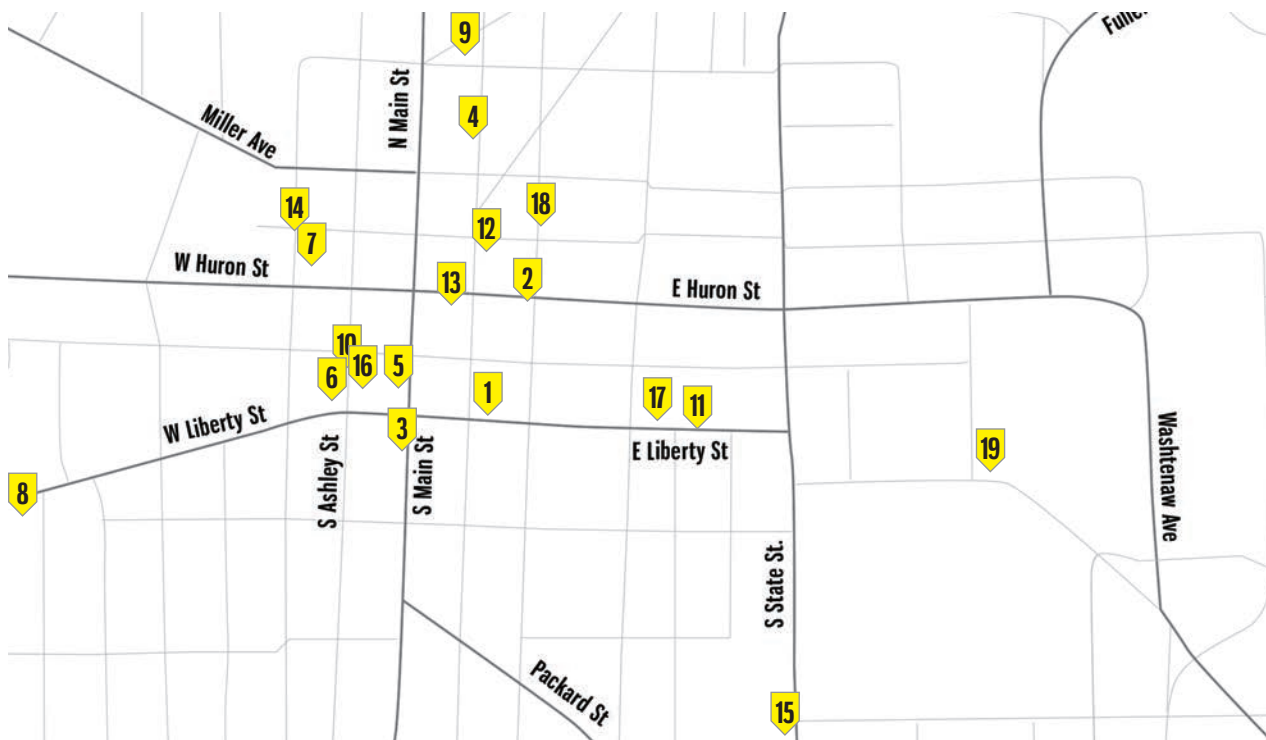 9
Fuller
4
N Main St
Miller Ave
14
18
12
7
W Huron St
13
2
E Huron St
10
16
5
6
1
17
11
3
W Liberty St
E Liberty St
19
8
S Ashley St
S Main St
Washtenaw Ave
S State St.
Packard St
15